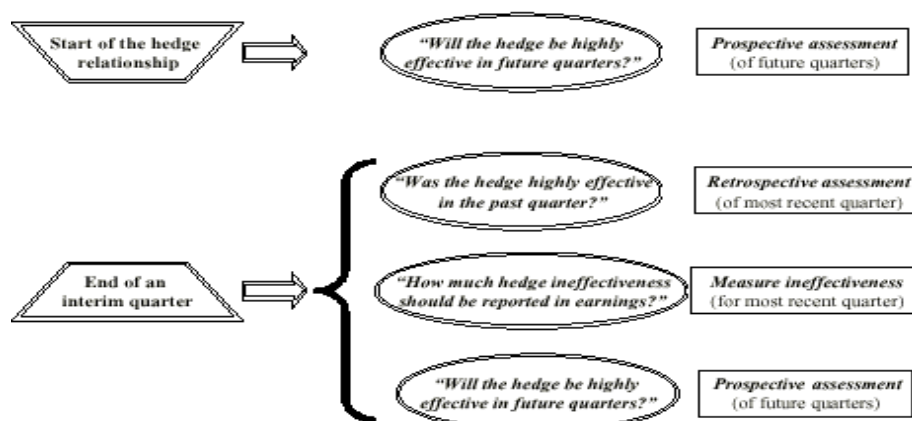 Start of the hedge
relationship
“Will the hedge be highly
effective in future quarters?”
Prospective assessment
(of future quarters)
“Was the hedge highly effective
in the past quarter?”
Retrospective assessment
(of most recent quarter)
End of an
interim quarter
“How much hedge ineffectiveness
should be reported in earnings?”
Measure ineffectiveness
(for most recent quarter)
“Will the hedge be highly
effective in future quarters?”
Prospective assessment
(of future quarters)